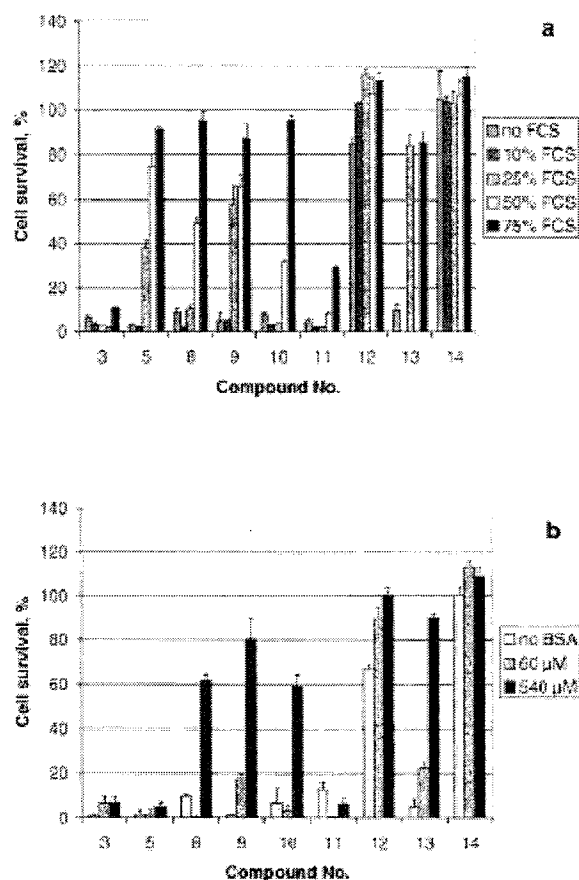 a
140
120
100
80
60
40
20
0
Cell survival, %
3 5 8 9 10 11 12 13 14
Compound No.
no FCS
10% FCS
25% FCS
50% FCS
75% FCS
b
140
120
100
80
60
40
20
0
Cell survival, %
3 5 8 9 10 11 12 13 14
Compound No.
no BSA
60 µM
540 µM